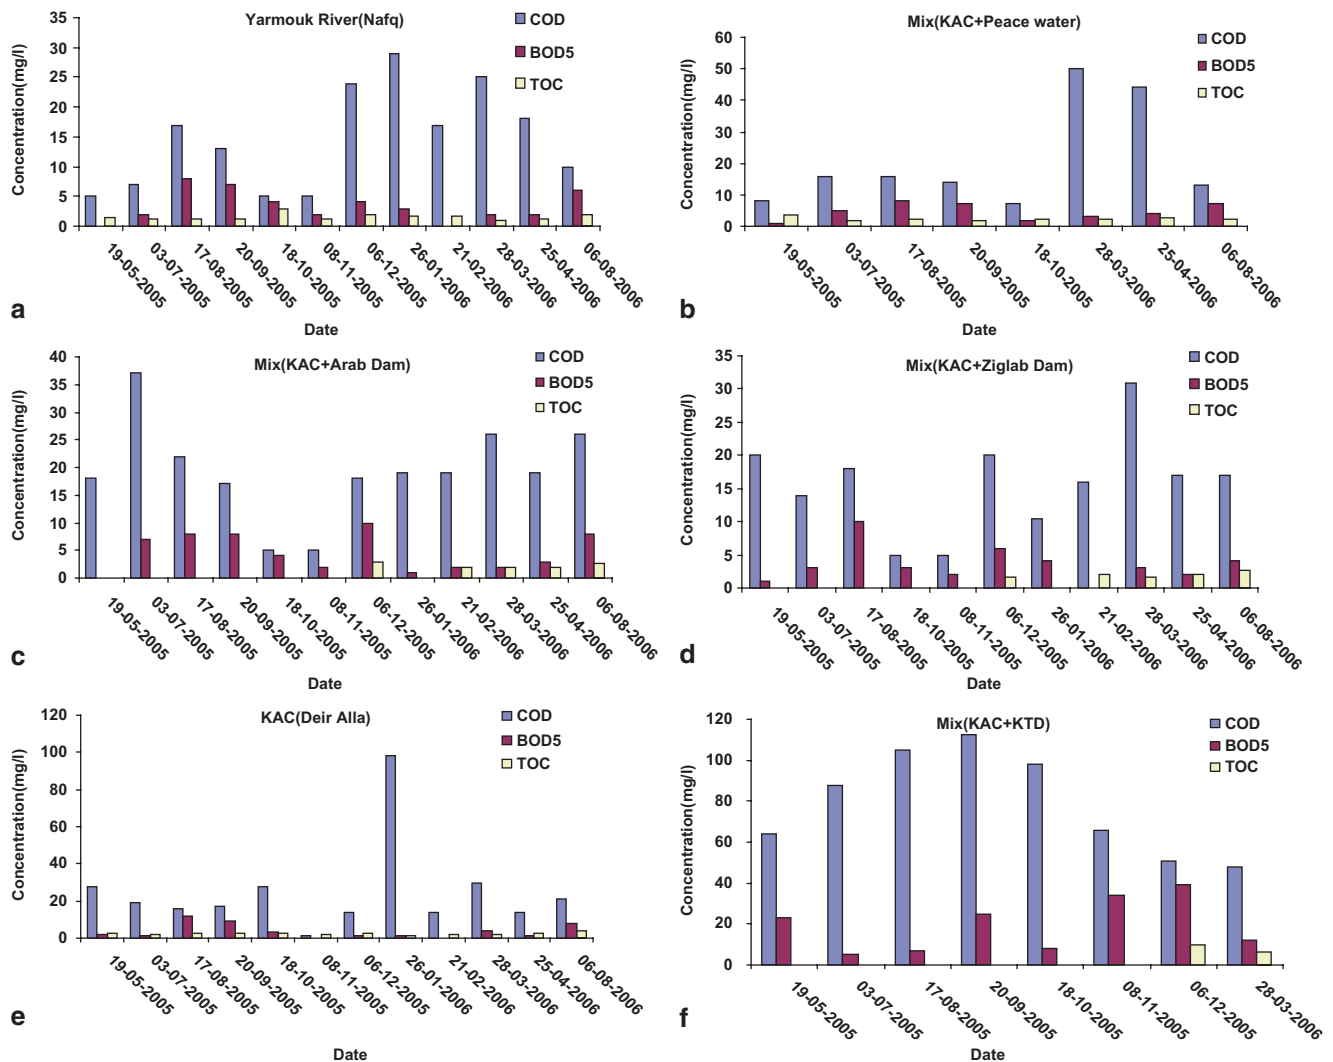 Yarmouk River(Nafq)
COD
BOD5
TOC
Concentration(mg/l)
35
30
25
20
15
10
5
0
19-05-2005
03-07-2005
17-08-2005
20-09-2005
18-10-2005
08-11-2005
06-12-2005
26-01-2006
21-02-2006
28-03-2006
25-04-2006
06-08-2006
Date
a
Mix(KAC+Peace water)
COD
BOD5
TOC
Concentration(mg/l)
60
50
40
30
20
10
0
19-05-2005
03-07-2005
17-08-2005
20-09-2005
18-10-2005
28-03-2006
25-04-2006
06-08-2006
Date
b
Mix(KAC+Arab Dam)
COD
BOD5
TOC
Concentration(mg/l)
40
35
30
25
20
15
10
5
0
19-05-2005
03-07-2005
17-08-2005
20-09-2005
18-10-2005
08-11-2005
06-12-2005
26-01-2006
21-02-2006
28-03-2006
25-04-2006
06-08-2006
Date
c
Mix(KAC+Ziglab Dam)
COD
BOD5
TOC
Concentration(mg/l)
35
30
25
20
15
10
5
0
19-05-2005
03-07-2005
17-08-2005
18-10-2005
08-11-2005
06-12-2005
26-01-2006
21-02-2006
28-03-2006
25-04-2006
06-08-2006
Date
d
KAC(Deir Alla)
COD
BOD5
TOC
Concentration(mg/l)
120
100
80
60
40
20
0
19-05-2005
03-07-2005
17-08-2005
20-09-2005
18-10-2005
08-11-2005
06-12-2005
26-01-2006
21-02-2006
28-03-2006
25-04-2006
06-08-2006
Date
e
Mix(KAC+KTD)
COD
BOD5
TOC
Concentration(mg/l)
120
100
80
60
40
20
0
19-05-2005
03-07-2005
17-08-2005
20-09-2005
18-10-2005
08-11-2005
06-12-2005
28-03-2006
Date
f